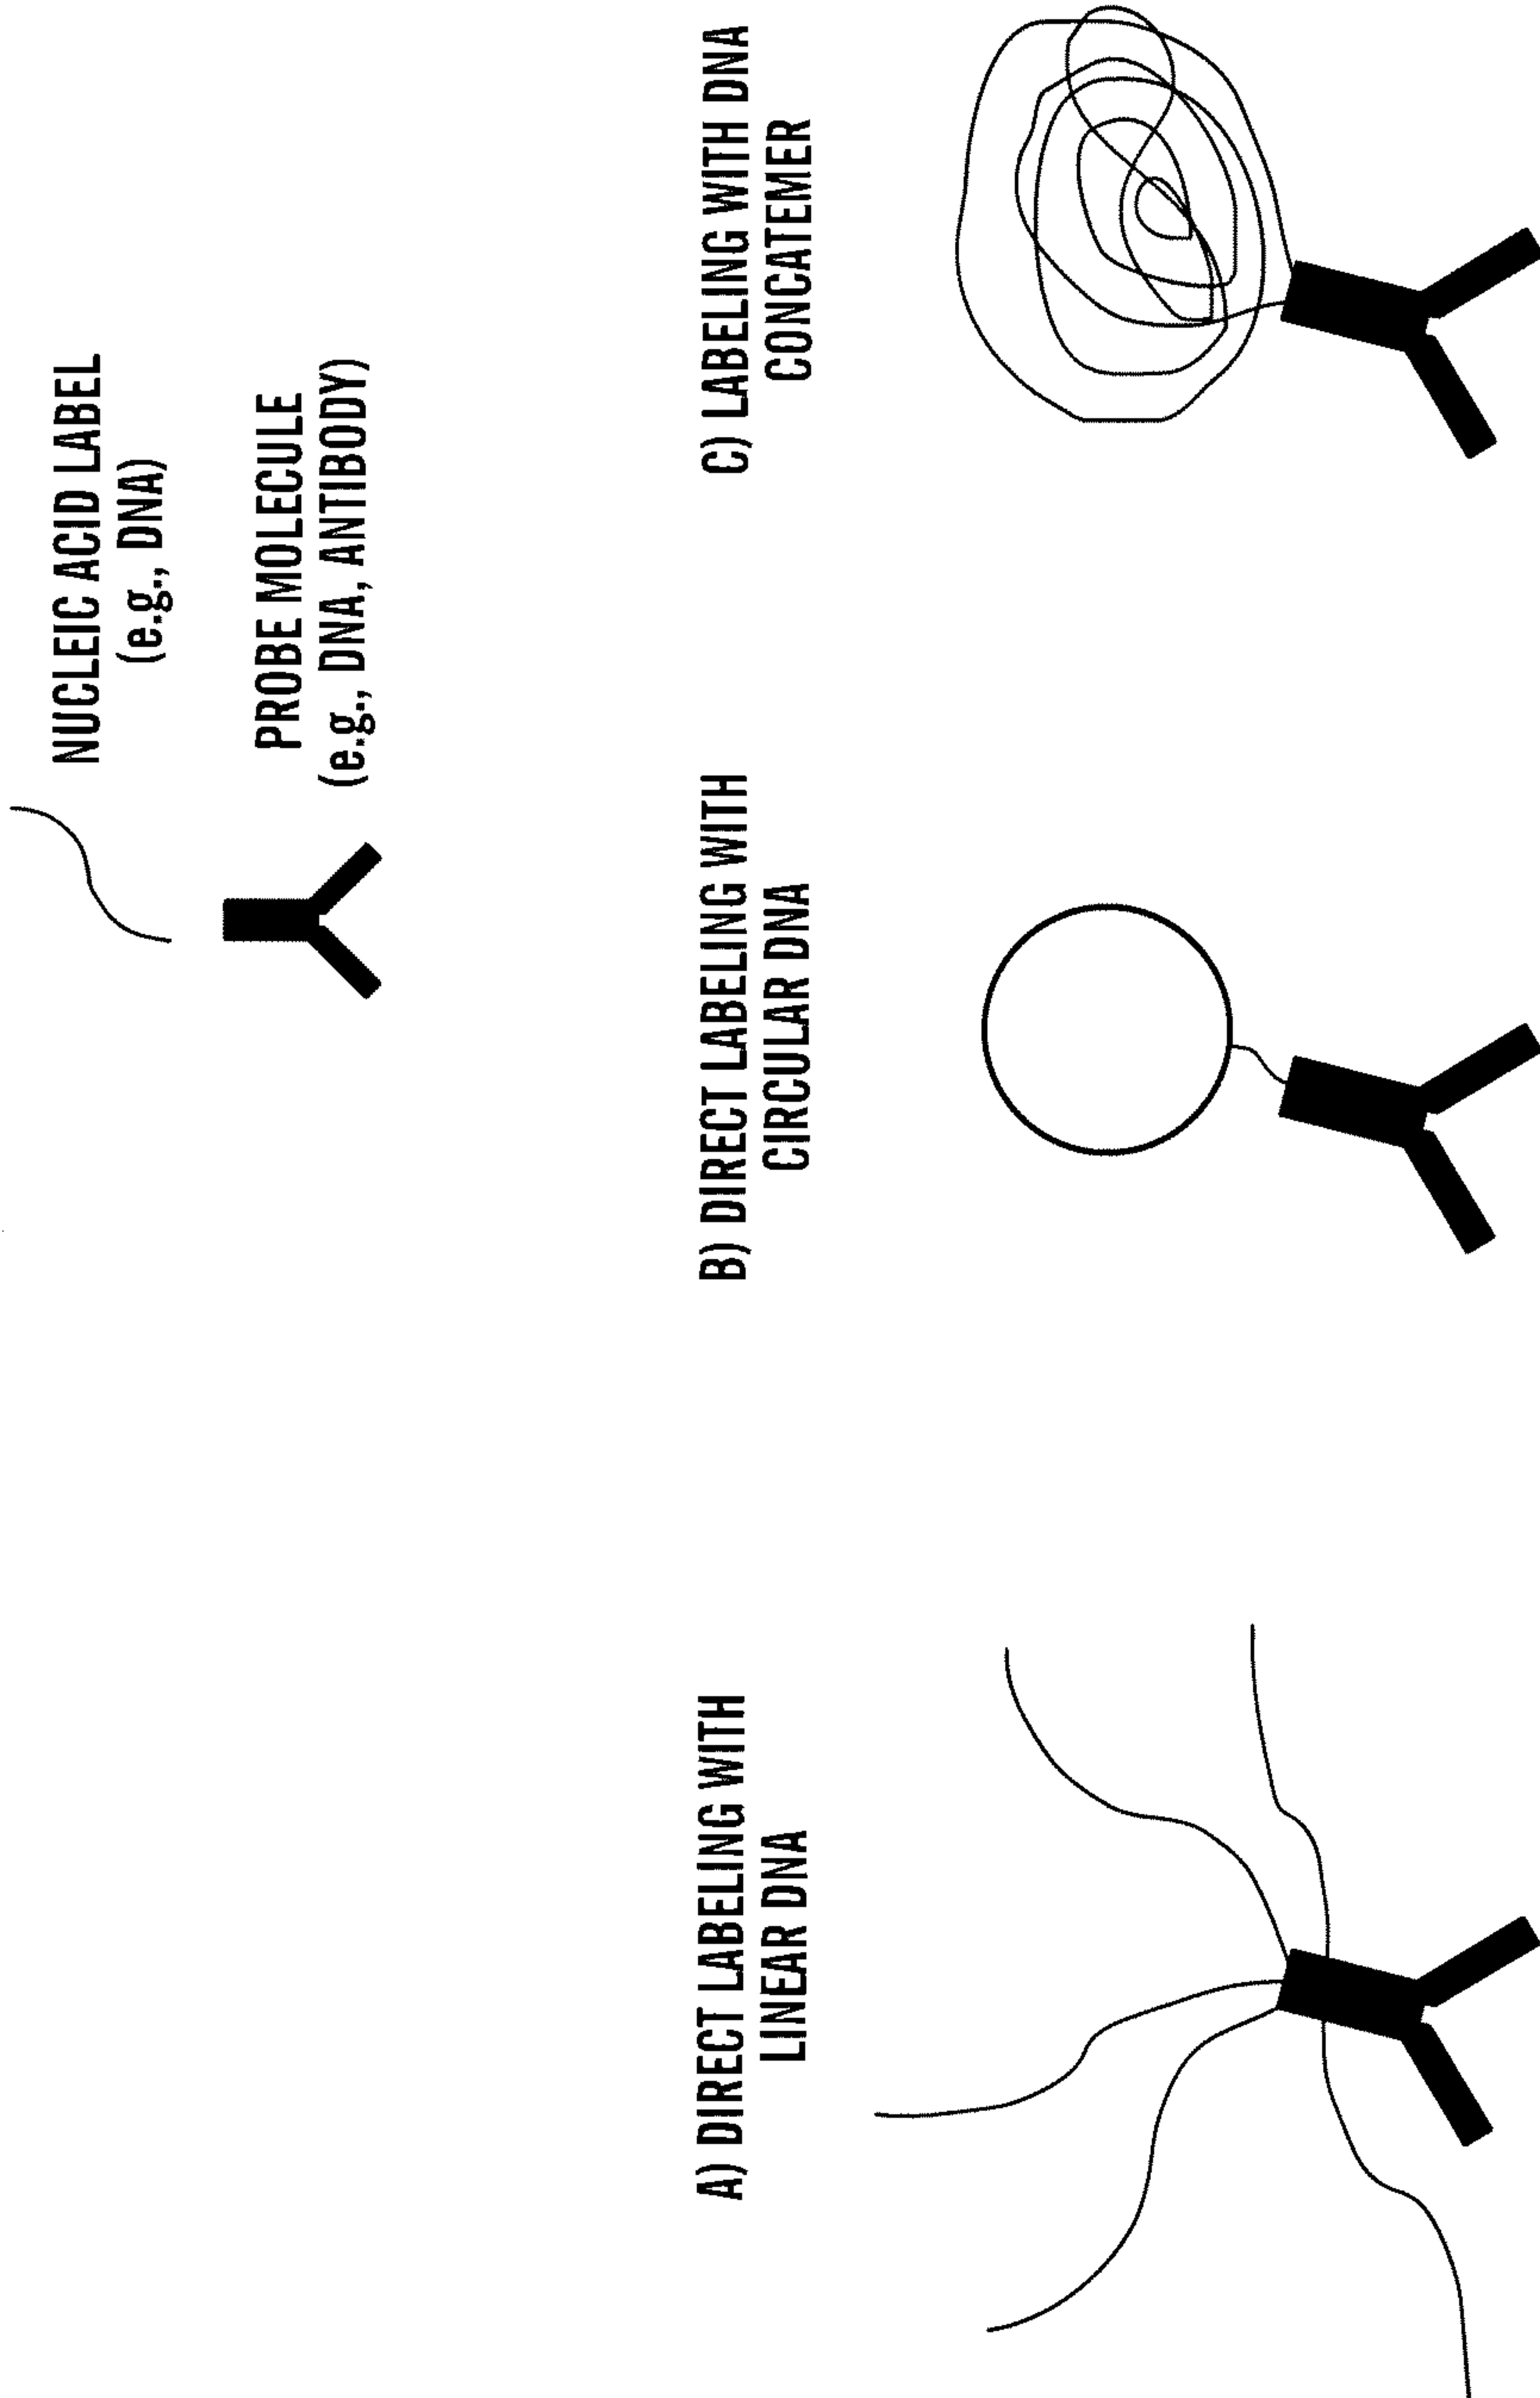 NUCLEIC ACID LABEL
(e.g., DNA)
PROBE MOLECULE
(e.g., DNA, ANTIBODY)
A) DIRECT LABELING WITH
LINEAR DNA
B) DIRECT LABELING WITH
CIRCULAR DNA
C) LABELING WITH DNA
CONCATEMER